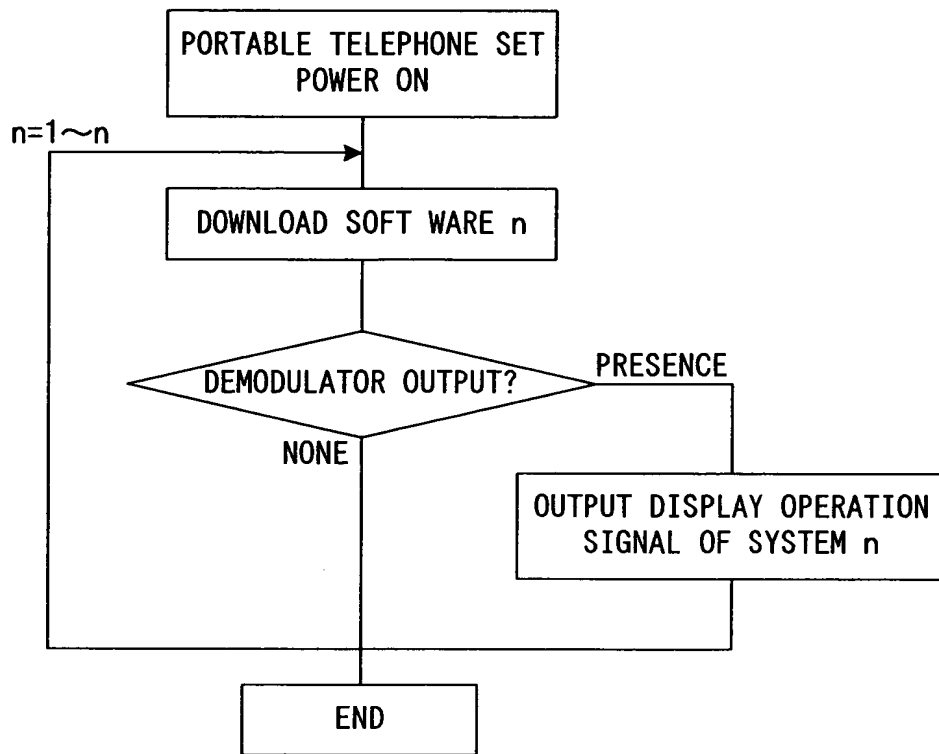 PORTABLE TELEPHONE SET
POWER ON
n=1～n
DOWNLOAD SOFT WARE n
DEMODULATOR OUTPUT?
PRESENCE
NONE
OUTPUT DISPLAY OPERATION
SIGNAL OF SYSTEM n
END